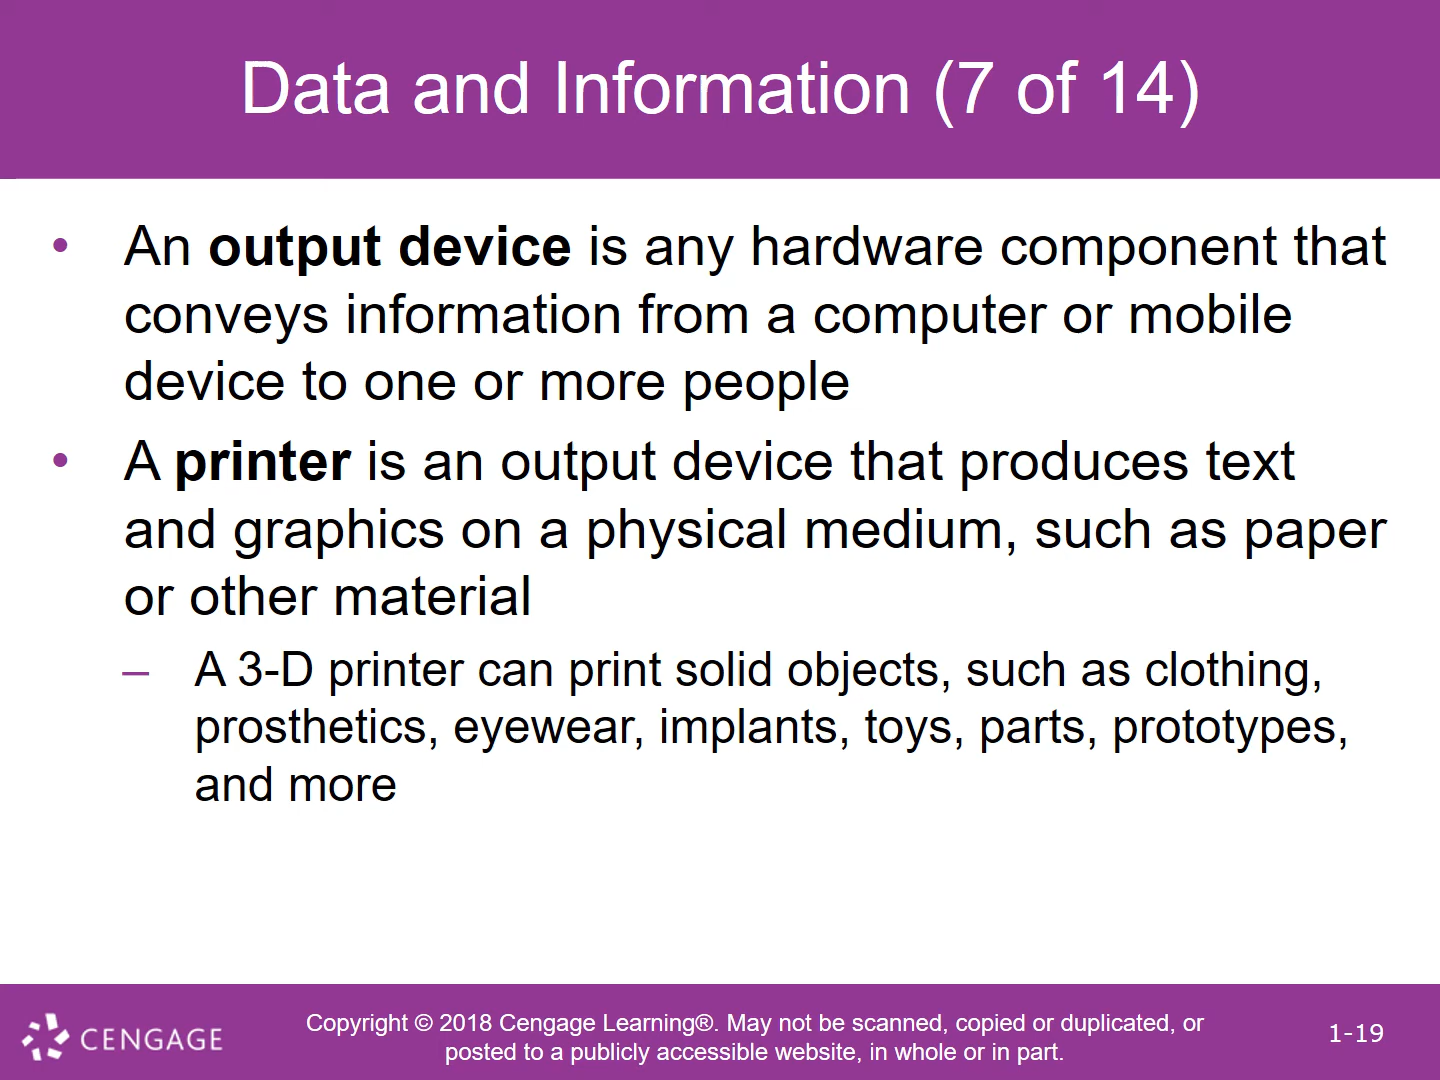 Data and Information (7 of 14)
• An output device is any hardware component that
conveys information from a computer or mobile
device to one or more people
• A printer is an output device that produces text
and graphics on a physical medium, such as paper
or other material
– A 3-D printer can print solid objects, such as clothing,
prosthetics, eyewear, implants, toys, parts, prototypes,
and more
CENGAGE
Copyright © 2018 Cengage Learning®. May not be scanned, copied or duplicated, or
posted to a publicly accessible website, in whole or in part.
1-19